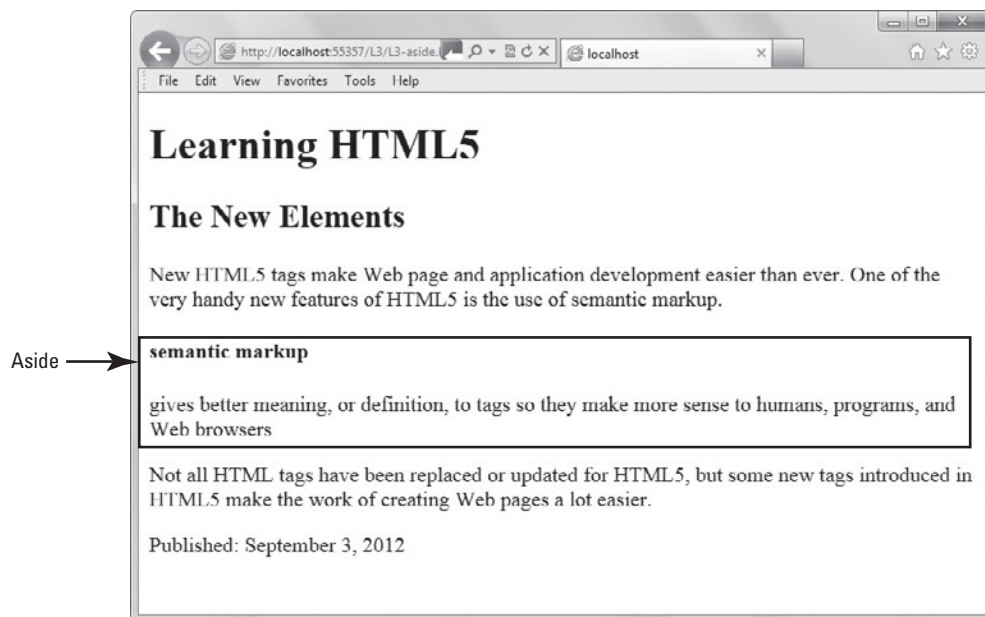 http://localhost:55357/L3/L3-aside.
localhost
File Edit View Favorites Tools Help
Learning HTML5
The New Elements
New HTML5 tags make Web page and application development easier than ever. One of the
very handy new features of HTML5 is the use of semantic markup.
Aside
semantic markup
gives better meaning, or definition, to tags so they make more sense to humans, programs, and
Web browsers
Not all HTML tags have been replaced or updated for HTML5, but some new tags introduced in
HTML5 make the work of creating Web pages a lot easier.
Published: September 3, 2012